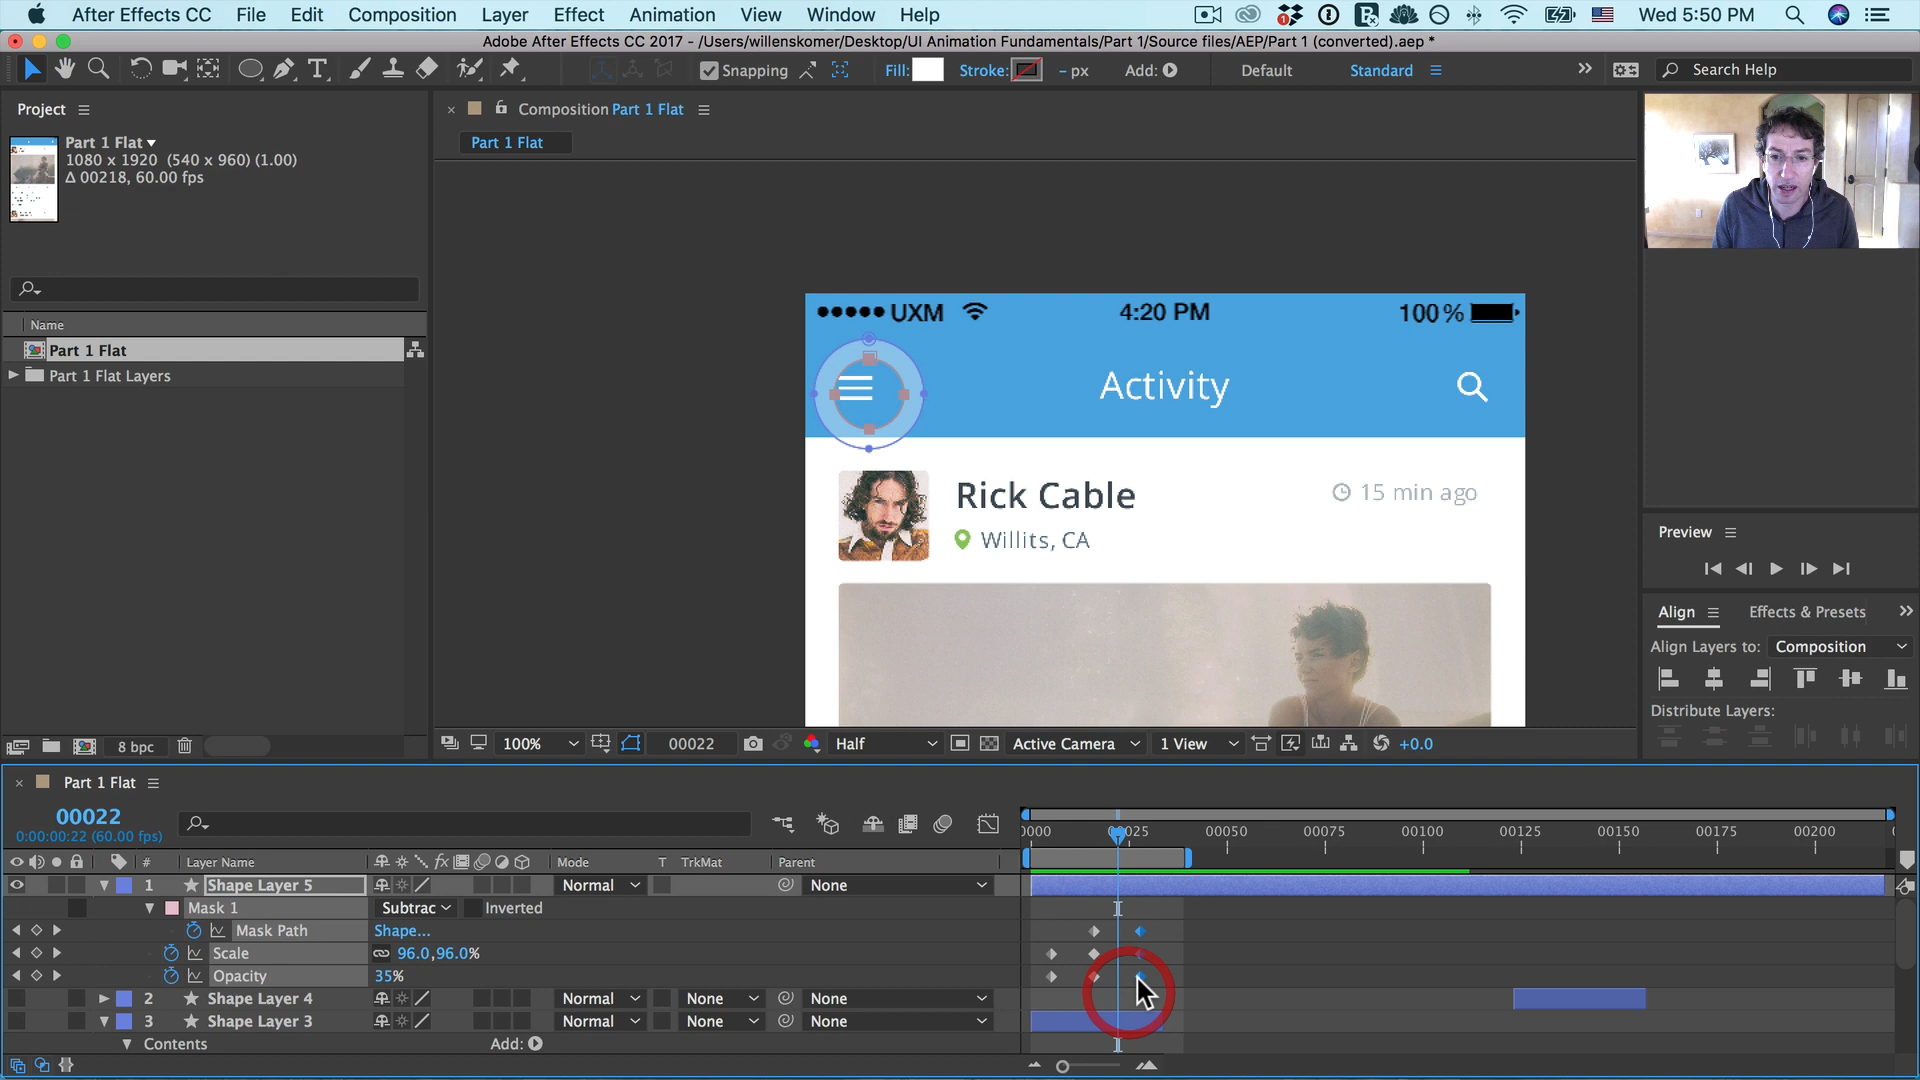 After Effects CC File Edit Composition Layer Effect Animation View Window Help Wed 5:50 PM
Adobe After Effects CC 2017 - /Users/willenskomer/Desktop/UI Animation Fundamentals/Part 1/Source files/AEP/Part 1 (converted).aep *
Snapping Fill: Stroke: - px Add: Default Standard Search Help
Project
Composition Part 1 Flat
Part 1 Flat
1080 x 1920 (540 x 960) (1.00)
Δ 00218, 60.00 fps
Part 1 Flat
UXM 4:20 PM 100 %
Activity
Rick Cable
15 min ago
Willits, CA
Name
Part 1 Flat
Part 1 Flat Layers
Preview
Align Effects & Presets
Align Layers to: Composition
Distribute Layers:
8 bpc
100% 00022 Half Active Camera 1 View +0.0
Part 1 Flat
00022
0:00:00:22 (60.00 fps)
0000 00025 00050 00075 00100 00125 00150 00175 00200
# Layer Name fx Mode T TrkMat Parent
1 Shape Layer 5 Normal None
Mask 1 Subtrac Inverted
Mask Path Shape...
Scale 96.0,96.0%
Opacity 35%
2 Shape Layer 4 Normal None None
3 Shape Layer 3 Normal None None
Contents Add: